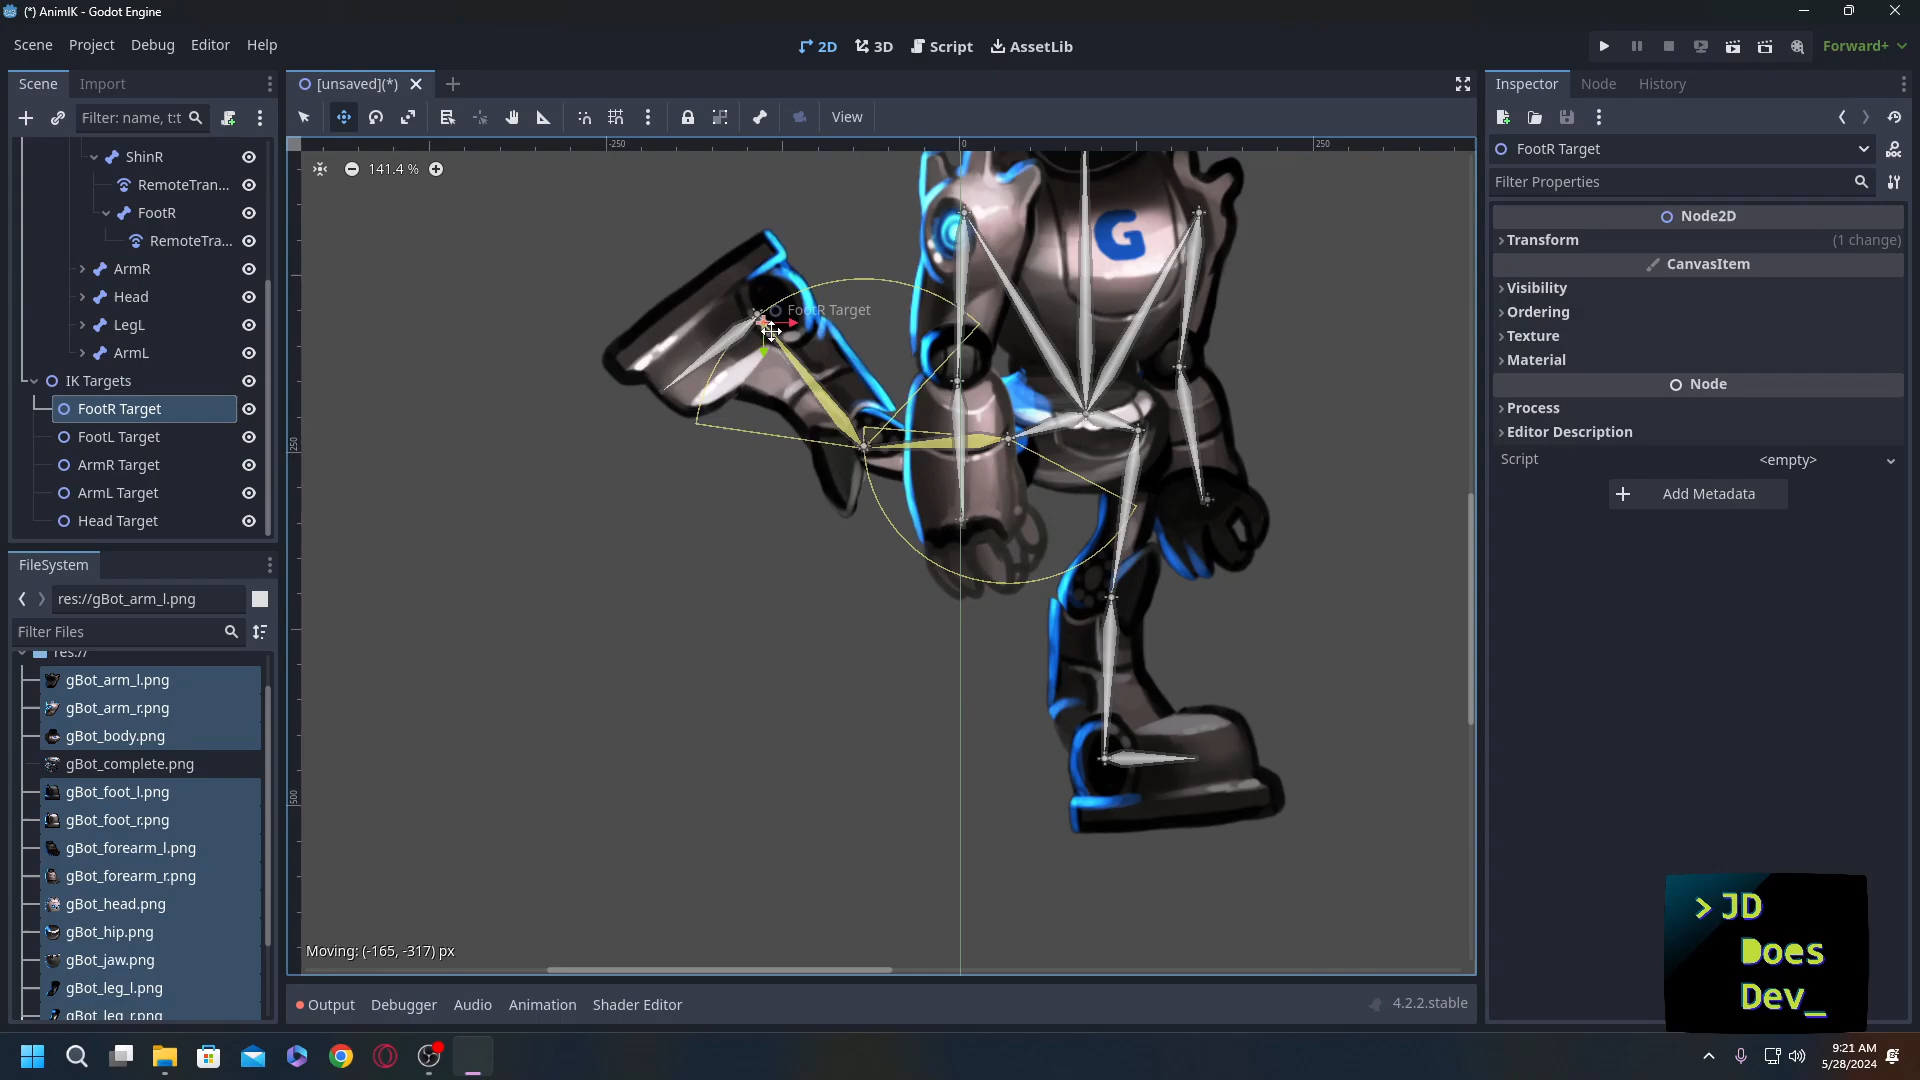 (*) AnimIK - Godot Engine
Scene Project Debug Editor Help
2D 3D Script AssetLib
Forward+
Scene Import
[unsaved](*)
Inspector Node History
Filter: name, t:t
View
FootR Target
Filter Properties
Node2D
Transform (1 change)
CanvasItem
Visibility
Ordering
Texture
Material
Node
Process
Editor Description
Script <empty>
Add Metadata
ShinR
RemoteTran...
FootR
RemoteTra...
ArmR
Head
LegL
ArmL
IK Targets
FootR Target
FootL Target
ArmR Target
ArmL Target
Head Target
-250 0 250
141.4 %
250
500
FootR Target
G
Moving: (-165, -317) px
FileSystem
res://gBot_arm_l.png
Filter Files
res://
gBot_arm_l.png
gBot_arm_r.png
gBot_body.png
gBot_complete.png
gBot_foot_l.png
gBot_foot_r.png
gBot_forearm_l.png
gBot_forearm_r.png
gBot_head.png
gBot_hip.png
gBot_jaw.png
gBot_leg_l.png
gBot_leg_r.png
Output Debugger Audio Animation Shader Editor
4.2.2.stable
>JD
Does
Dev_
9:21 AM
5/28/2024